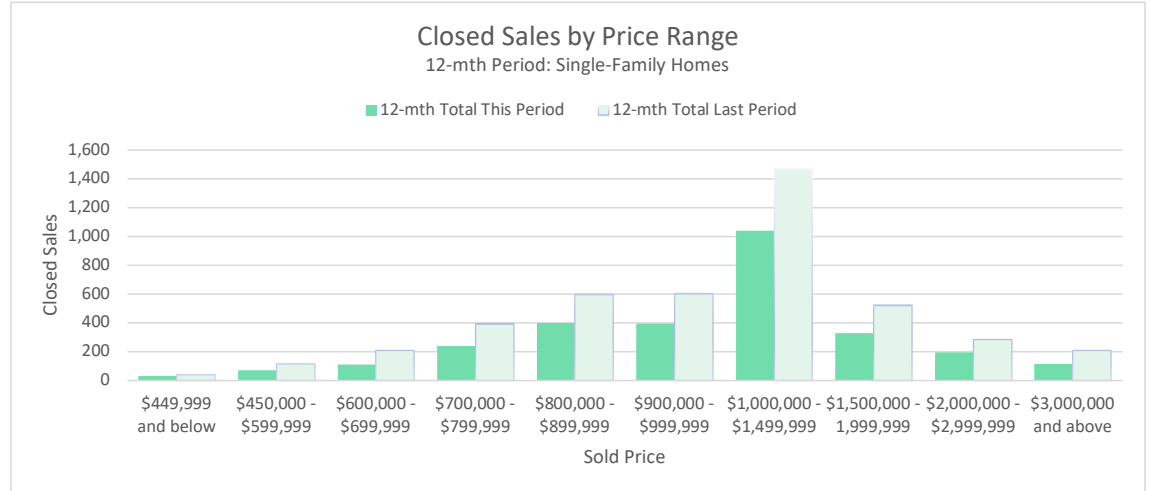 Closed Sales by Price Range
12-mth Period: Single-Family Homes
12-mth Total This Period 12-mth Total Last Period
1,600
1,400
1,200
1,000
800
600
400
200
0
Closed Sales
$449,999 $450,000 - $600,000 - $700,000 - $800,000 - $900,000 - $1,000,000 - $1,500,000 - $2,000,000 - $3,000,000
and below $599,999 $699,999 $799,999 $899,999 $999,999 $1,499,999 1,999,999 $2,999,999 and above
Sold Price